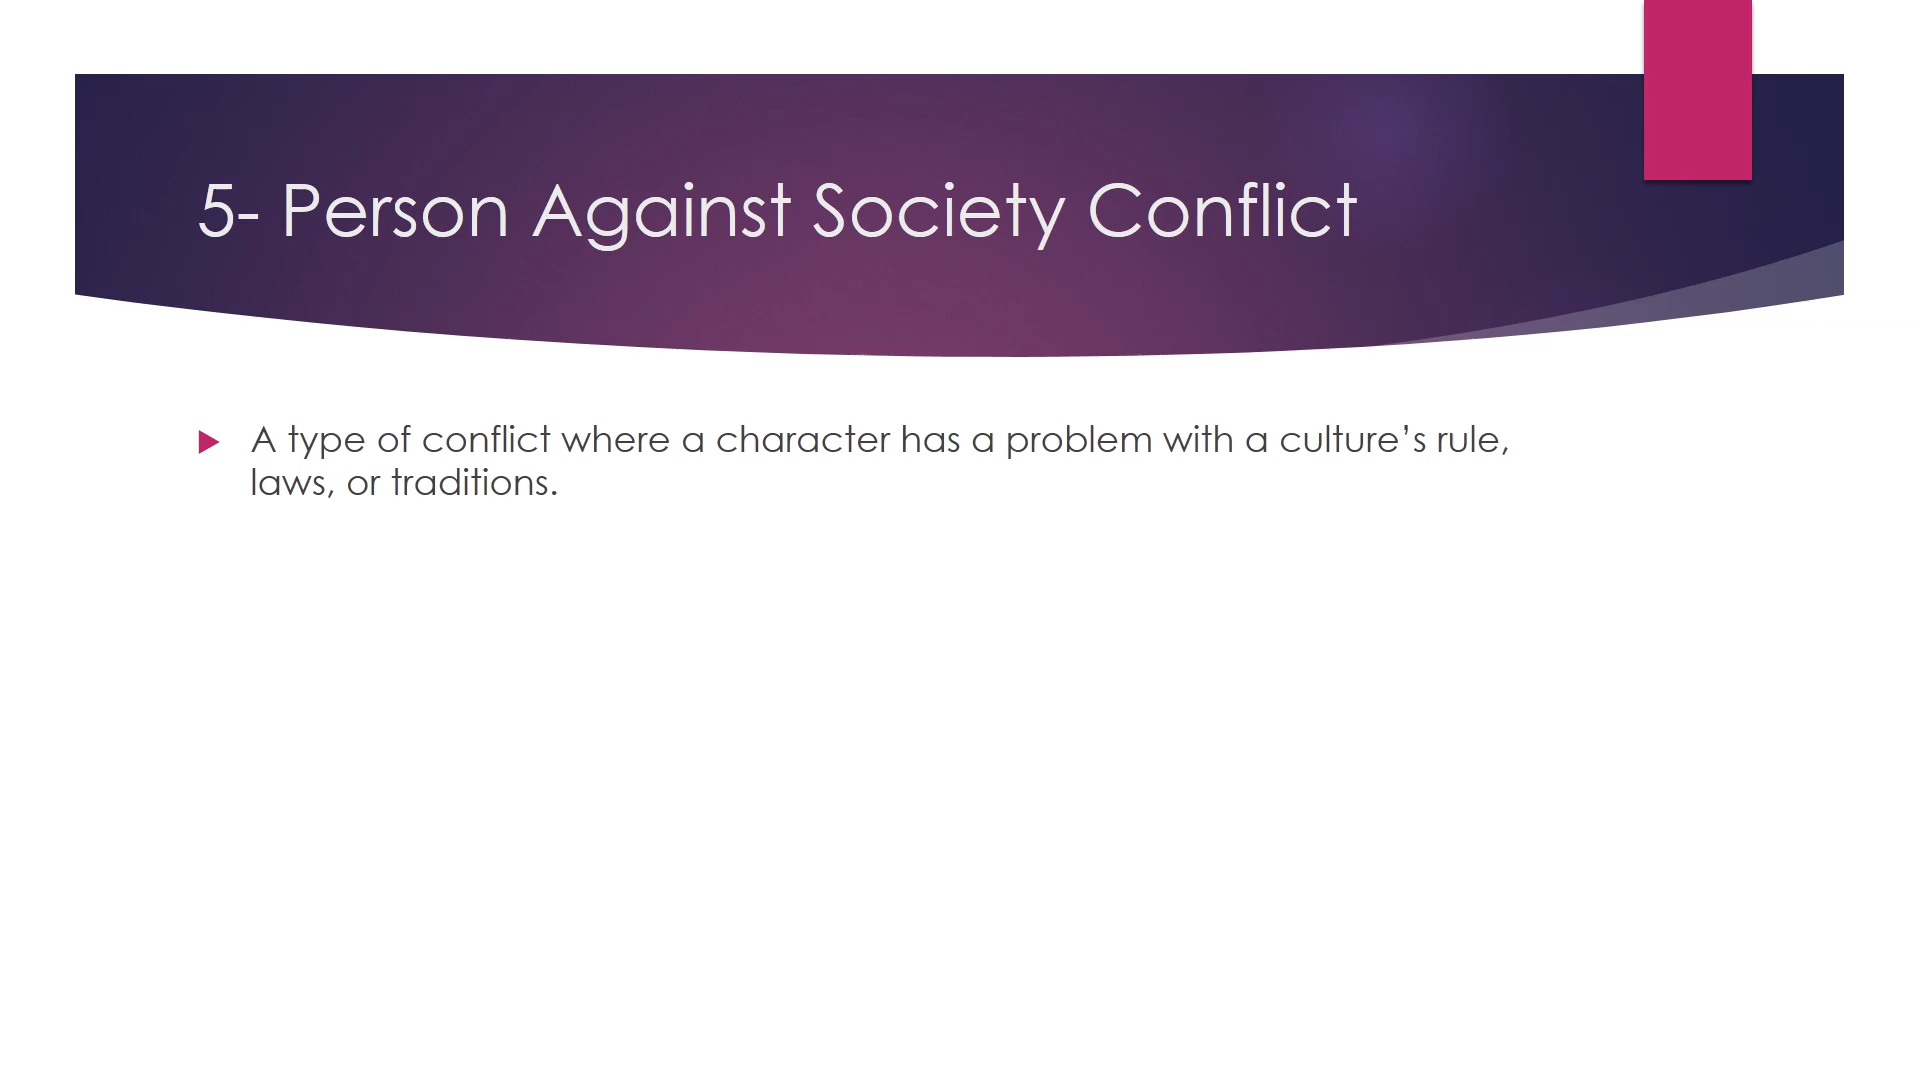 5- Person Against Society Conflict
A type of conflict where a character has a problem with a culture’s rule,
laws, or traditions.